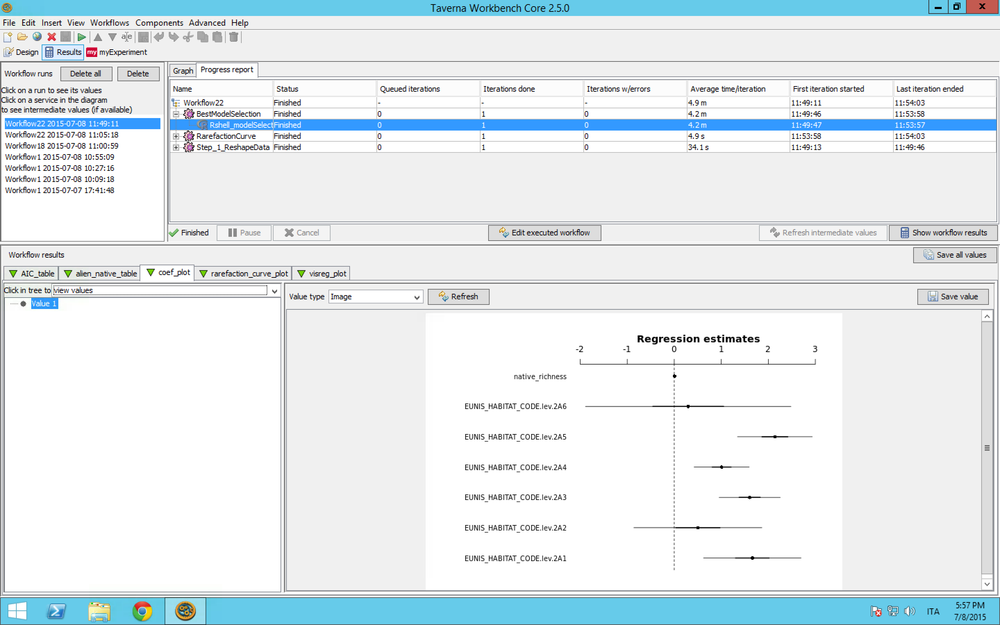 Taverna Workbench Core 2.5.0
File Edit Insert View Workflows Components Advanced Help
a/e
Design Results my myExperiment
Workflow runs Delete all Delete
Click on a run to see its values
Click on a service in the diagram
to see intermediate values (if available)
Workflow22 2015-07-08 11:49:11
Workflow22 2015-07-08 11:05:18
Workflow18 2015-07-08 11:00:59
Workflow1 2015-07-08 10:55:09
Workflow1 2015-07-08 10:27:16
Workflow1 2015-07-08 10:09:18
Workflow1 2015-07-07 17:41:48
Graph Progress report
Name Status Queued iterations Iterations done Iterations w/errors Average time/iteration First iteration started Last iteration ended
Workflow22 Finished - - - 4.9 m 11:49:11 11:54:03
BestModelSelection Finished 0 1 0 4.2 m 11:49:46 11:53:58
Rshell_modelSelect Finished 0 1 0 4.2 m 11:49:47 11:53:57
RarefactionCurve Finished 0 1 0 4.9 s 11:53:58 11:54:03
Step_1_ReshapeData Finished 0 1 0 34.1 s 11:49:13 11:49:46
Finished Pause Cancel Edit executed workflow Refresh intermediate values Show workflow results
Workflow results Save all values
AIC_table alien_native_table coef_plot rarefaction_curve_plot visreg_plot
Click in tree to view values
Value 1
Value type Image Refresh Save value
Regression estimates
-2 -1 0 1 2 3
native_richness
EUNIS_HABITAT_CODE.lev.2A6
EUNIS_HABITAT_CODE.lev.2A5
EUNIS_HABITAT_CODE.lev.2A4
EUNIS_HABITAT_CODE.lev.2A3
EUNIS_HABITAT_CODE.lev.2A2
EUNIS_HABITAT_CODE.lev.2A1
ITA
5:57 PM
7/8/2015